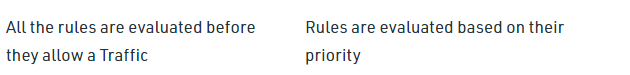 All the rules are evaluated before
they allow a Traffic
Rules are evaluated based on their
priority